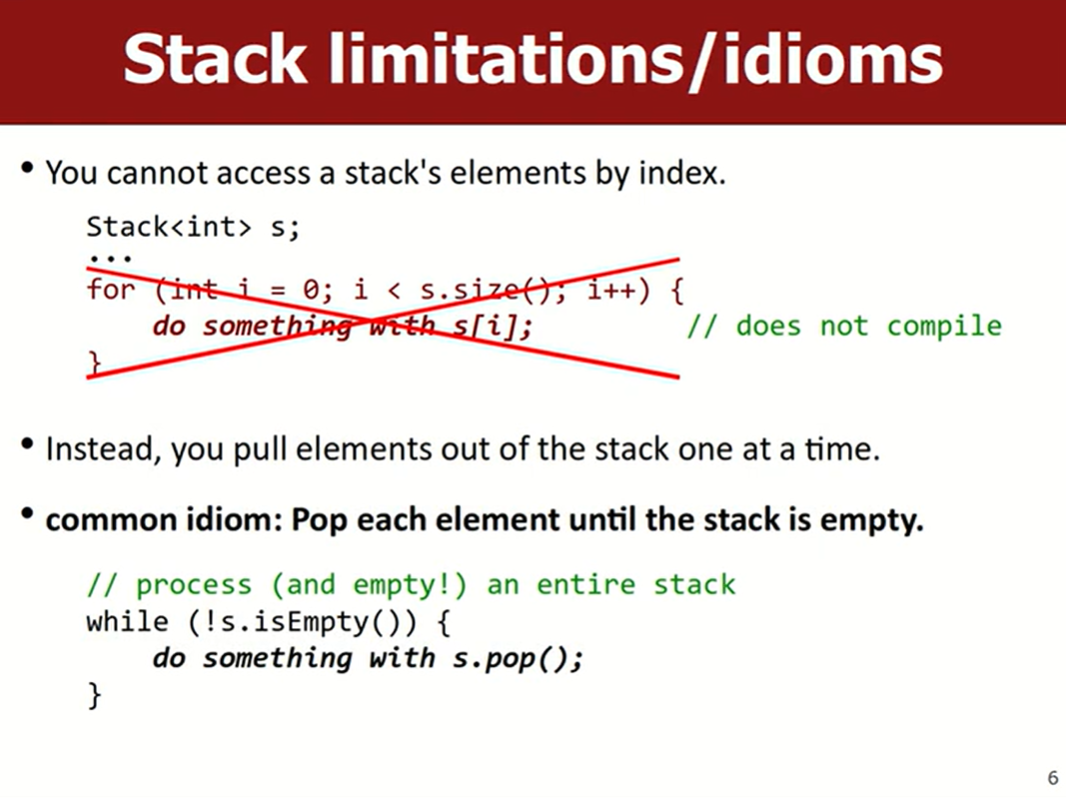 Stack limitations/idioms
• You cannot access a stack's elements by index.
Stack<int> s;
...
for (int i = 0; i < s.size(); i++) {
do something with s[i]; // does not compile
}
• Instead, you pull elements out of the stack one at a time.
• common idiom: Pop each element until the stack is empty.
// process (and empty!) an entire stack
while (!s.isEmpty()) {
do something with s.pop();
}
6